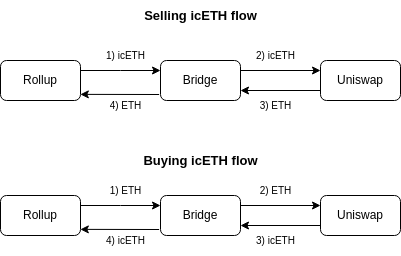 Selling icETH flow
1) icETH
2) icETH
Rollup
Bridge
Uniswap
4) ETH
3) ETH
Buying icETH flow
1) ETH
2) ETH
Rollup
Bridge
Uniswap
4) icETH
3) icETH